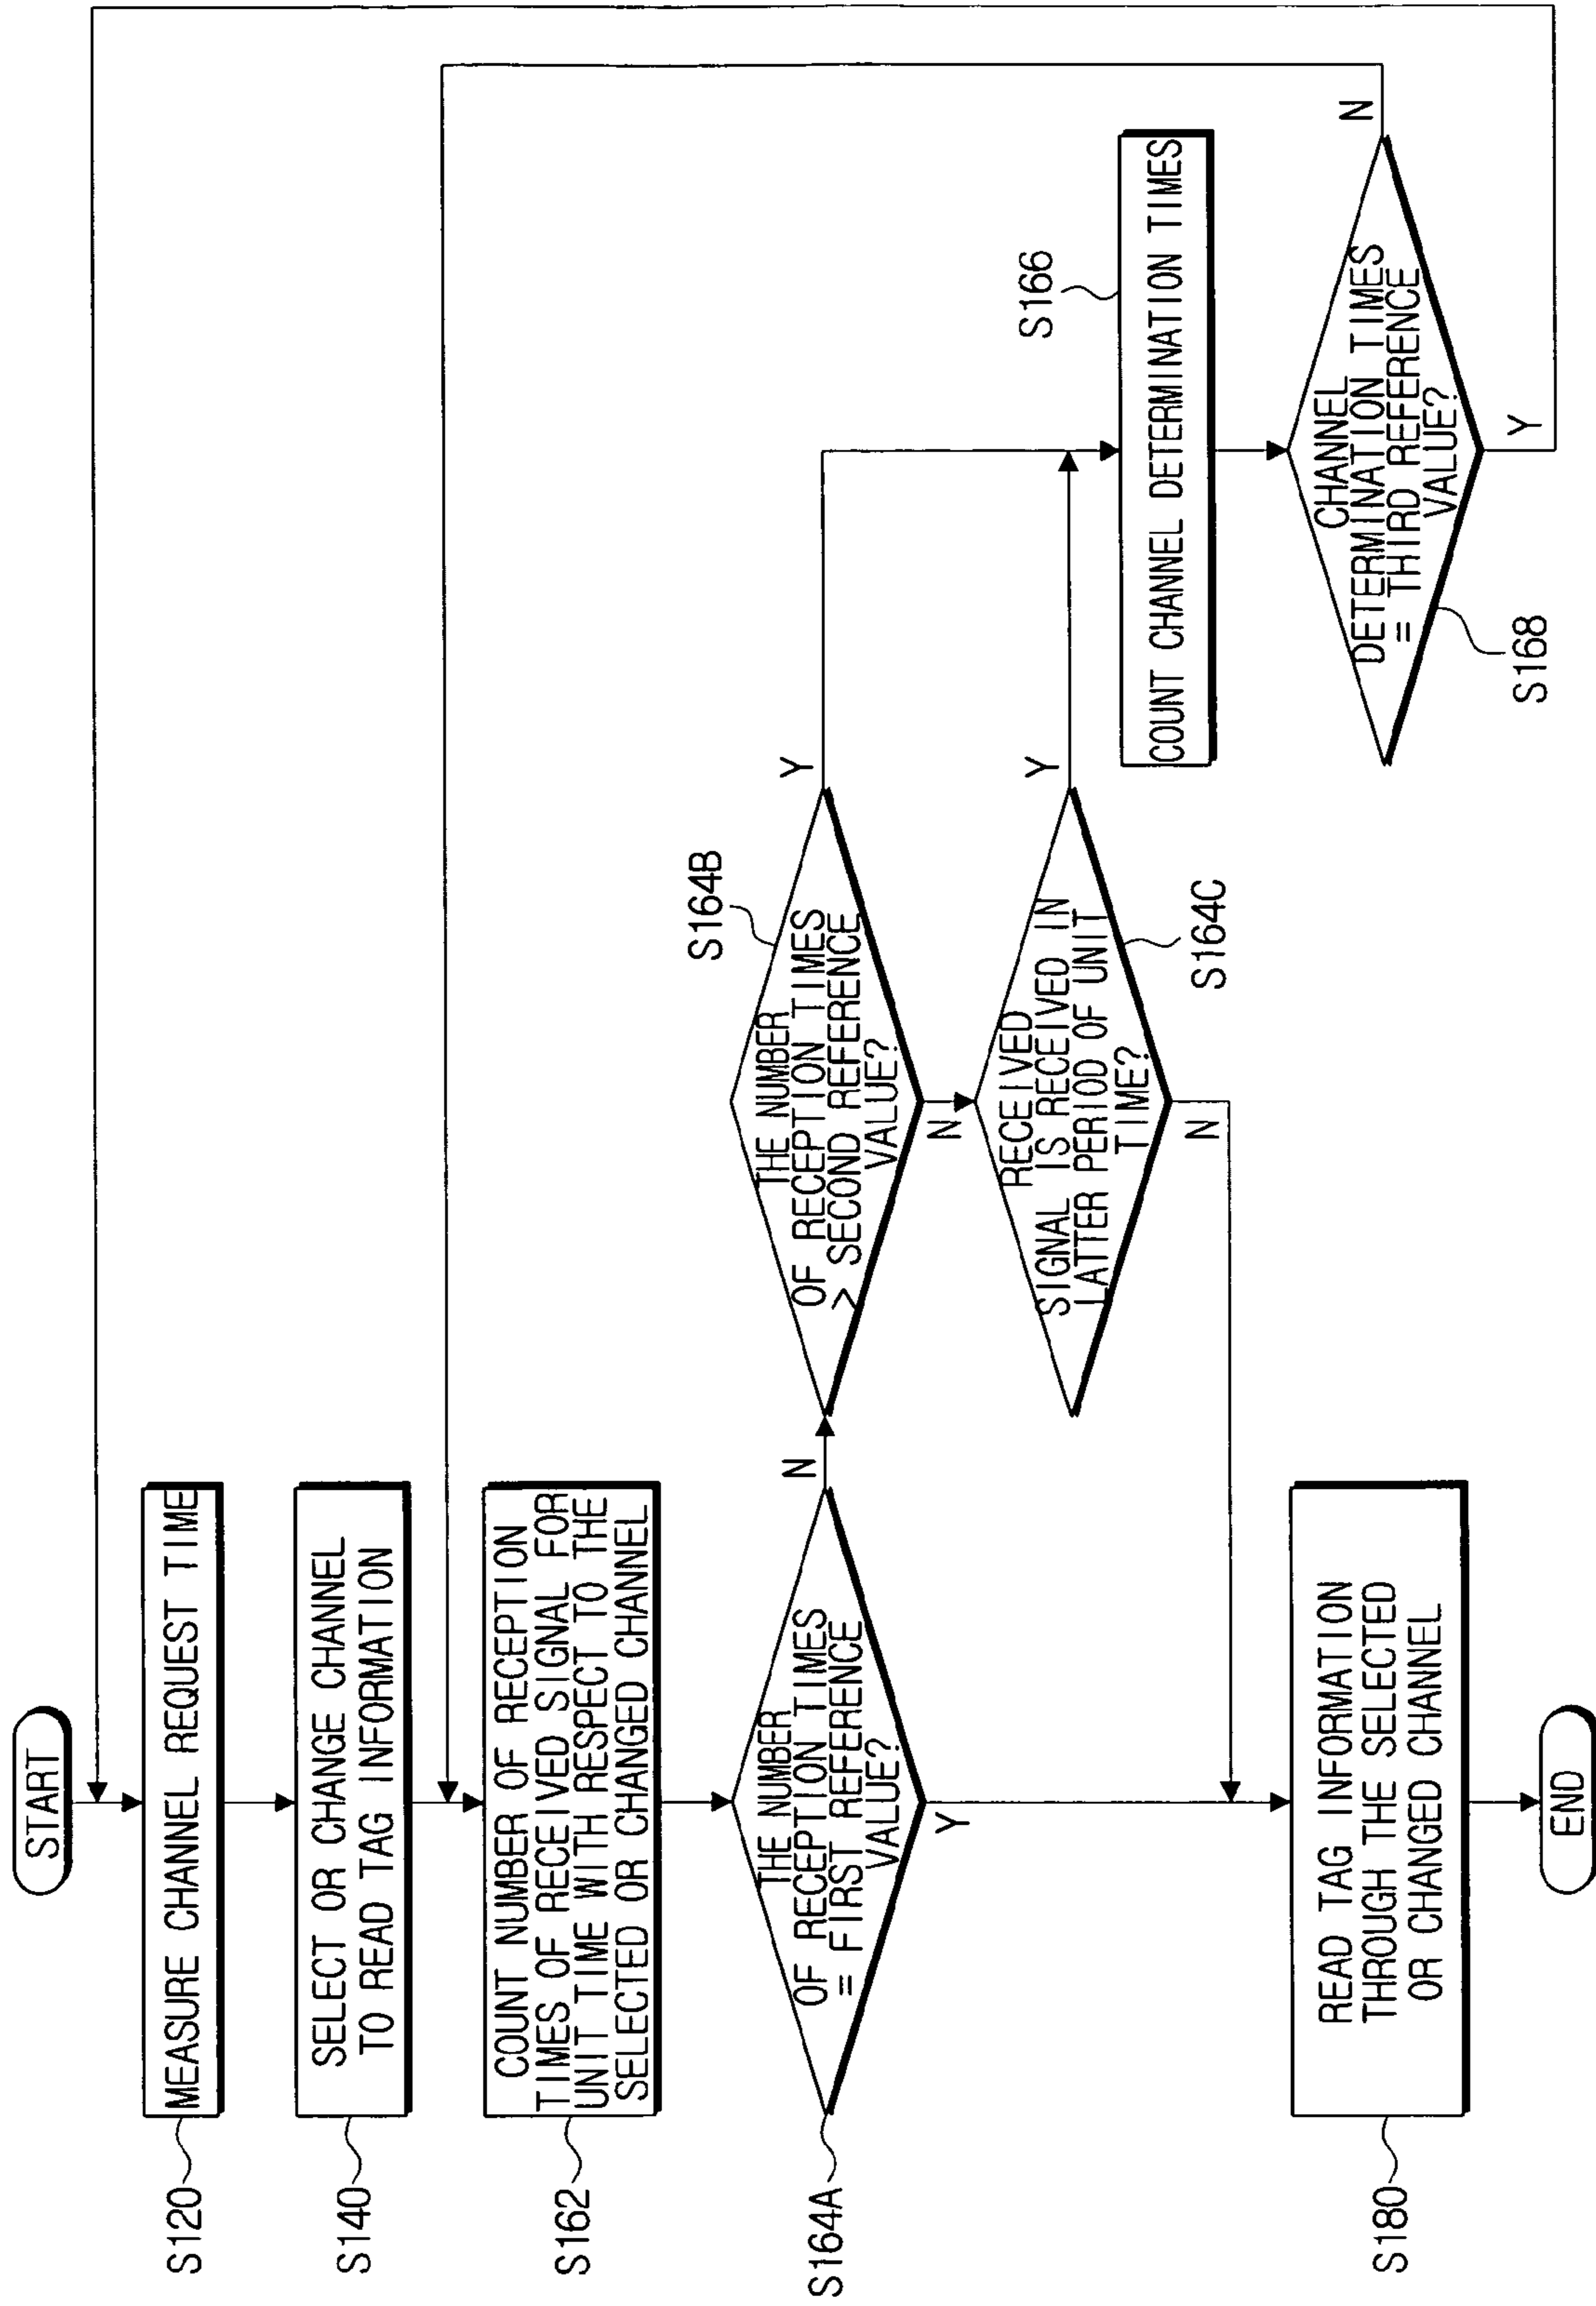 START
S120
MEASURE CHANNEL REQUEST TIME
S140
SELECT OR CHANGE CHANNEL
TO READ TAG INFORMATION
S162
COUNT NUMBER OF RECEPTION
TIMES OF RECEIVED SIGNAL FOR
UNIT TIME WITH RESPECT TO THE
SELECTED OR CHANGED CHANNEL
S164A
THE NUMBER
OF RECEPTION TIMES
= FIRST REFERENCE
VALUE?
N
Y
S164B
THE NUMBER
OF RECEPTION TIMES
> SECOND REFERENCE
VALUE?
Y
N
S164C
RECEIVED
SIGNAL IS RECEIVED IN
LATTER PERIOD OF UNIT
TIME?
Y
N
S166
COUNT CHANNEL DETERMINATION TIMES
S168
CHANNEL
DETERMINATION TIMES
= THIRD REFERENCE
VALUE?
N
Y
S180
READ TAG INFORMATION
THROUGH THE SELECTED
OR CHANGED CHANNEL
END